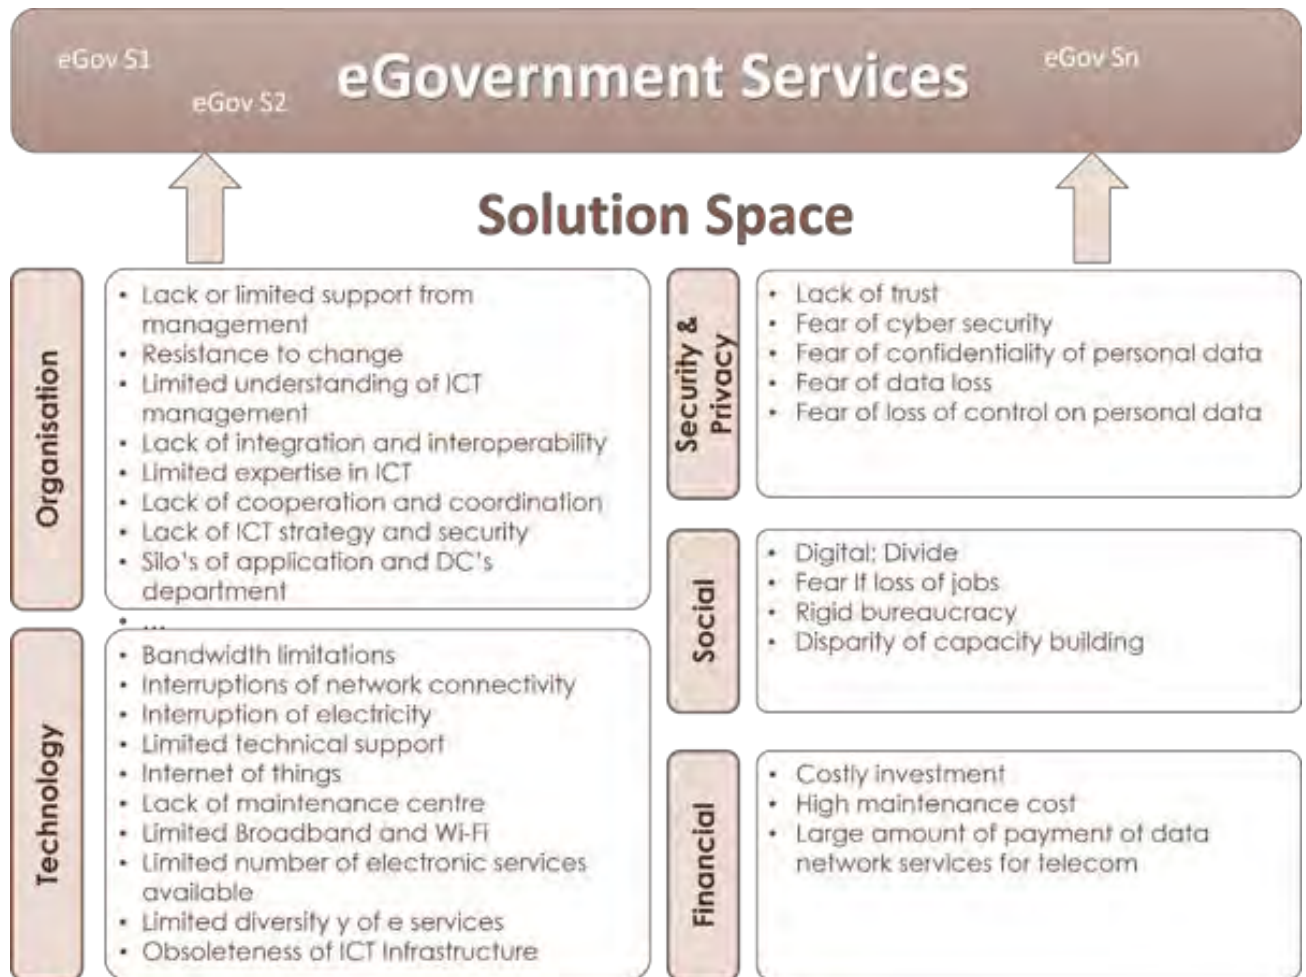 eGov S1
eGov S2
eGovernment Services
eGov Sn
Solution Space
Organisation
• Lack or limited support from
management
• Resistance to change
• Limited understanding of ICT
management
• Lack of integration and interoperability
• Limited expertise in ICT
• Lack of cooperation and coordination
• Lack of ICT strategy and security
• Silo's of application and DC's
department
• ...
Technology
• Bandwidth limitations
• Interruptions of network connectivity
• Interruption of electricity
• Limited technical support
• Internet of things
• Lack of maintenance centre
• Limited Broadband and Wi-Fi
• Limited number of electronic services
available
• Limited diversity y of e services
• Obsoleteness of ICT Infrastructure
Security &
Privacy
• Lack of trust
• Fear of cyber security
• Fear of confidentiality of personal data
• Fear of data loss
• Fear of loss of control on personal data
Social
• Digital; Divide
• Fear If loss of jobs
• Rigid bureaucracy
• Disparity of capacity building
Financial
• Costly investment
• High maintenance cost
• Large amount of payment of data
network services for telecom